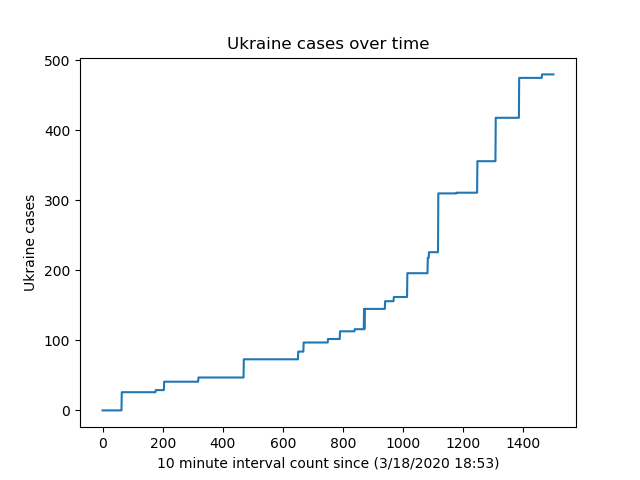 Ukraine cases over time
Ukraine cases
500
400
300
200
100
0
0 200 400 600 800 1000 1200 1400
10 minute interval count since (3/18/2020 18:53)